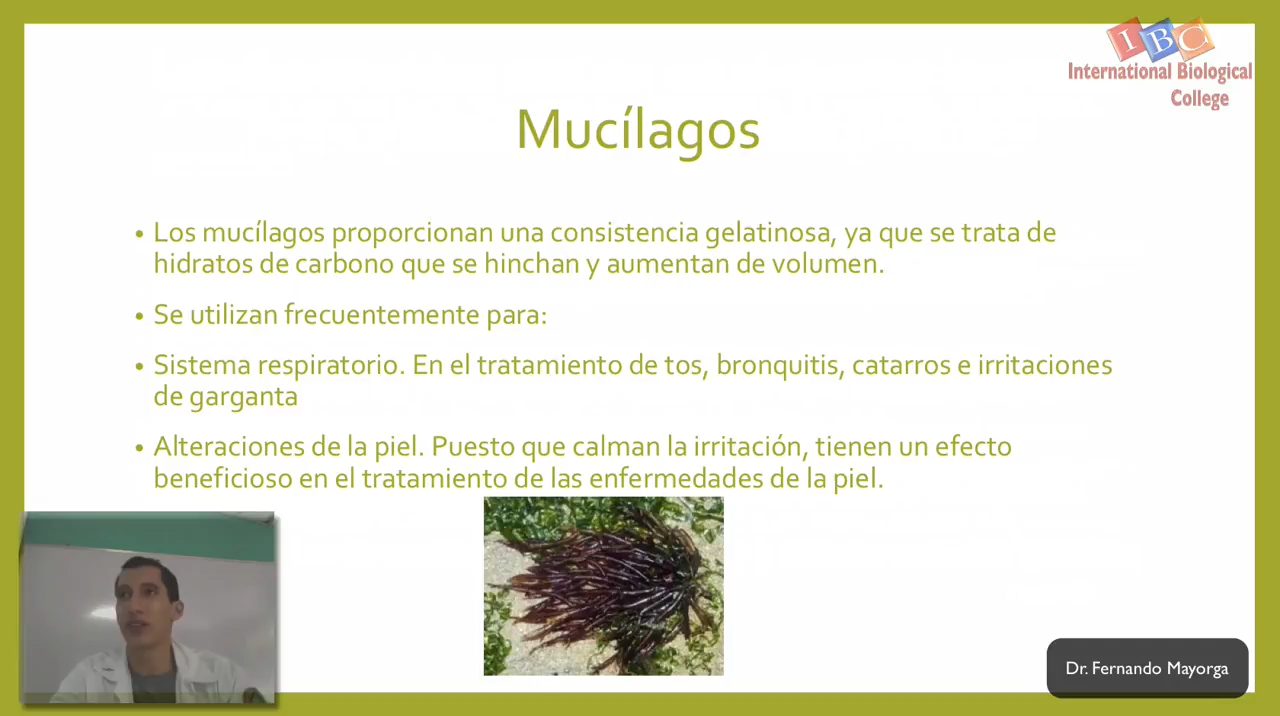 IBC
International Biological
College
Mucílagos
• Los mucílagos proporcionan una consistencia gelatinosa, ya que se trata de
hidratos de carbono que se hinchan y aumentan de volumen.
• Se utilizan frecuentemente para:
• Sistema respiratorio. En el tratamiento de tos, bronquitis, catarros e irritaciones
de garganta
• Alteraciones de la piel. Puesto que calman la irritación, tienen un efecto
beneficioso en el tratamiento de las enfermedades de la piel.
Dr. Fernando Mayorga